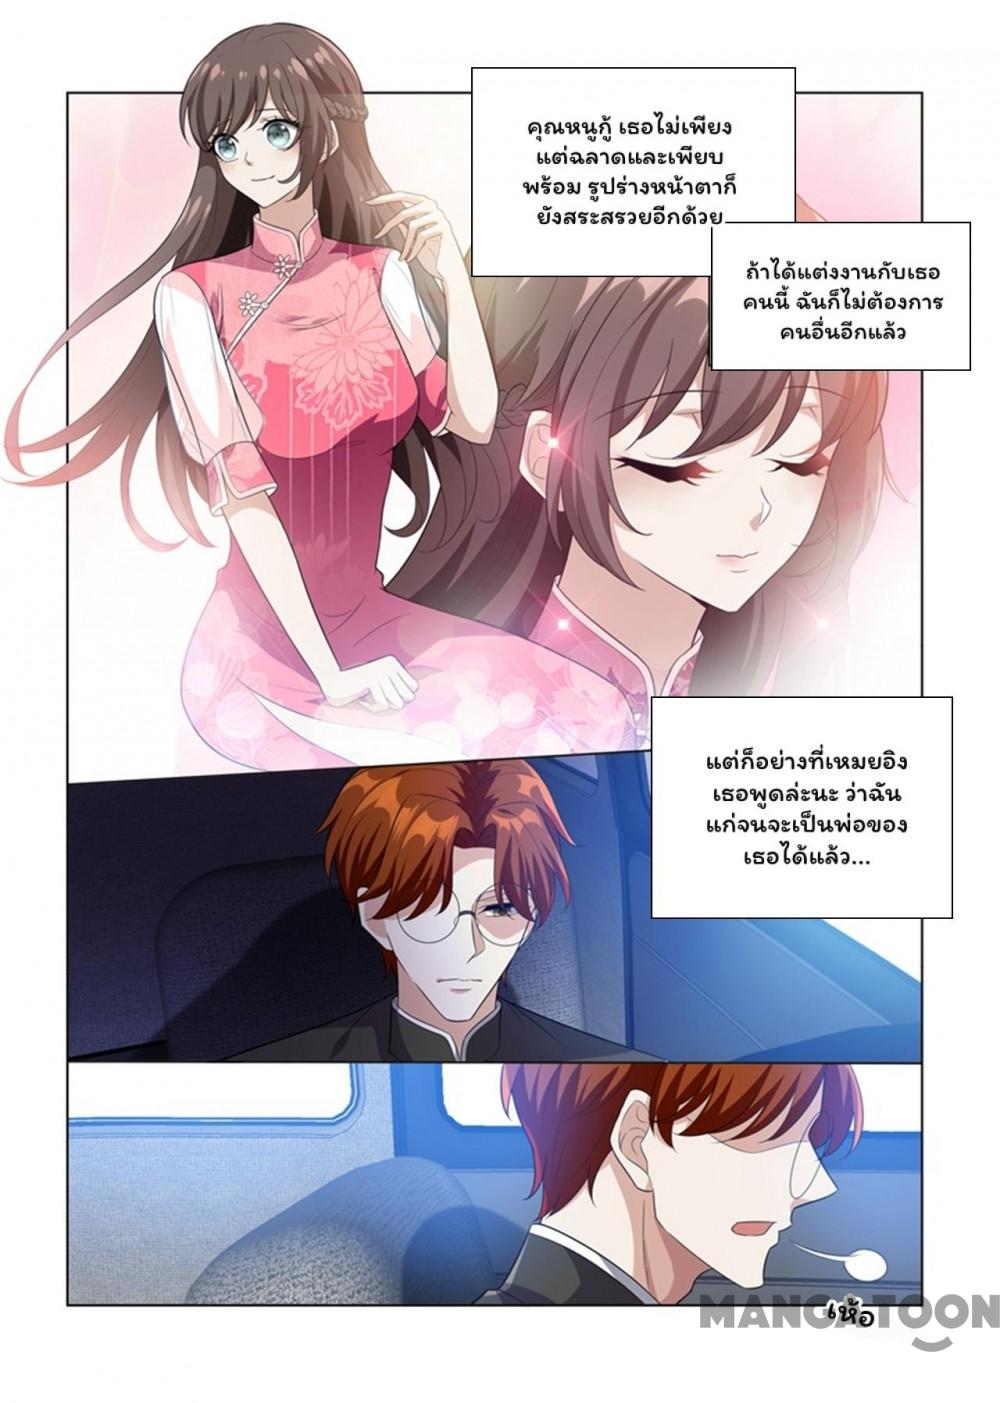 คุณหนูกู้ เธอไม่เพียง
แต่ฉลาดและเพียบ
พร้อม รูปร่างหน้าตาก็
ยังสระสรวยอีกด้วย
ถ้าได้แต่งงานกับเธอ
คนนี้ ฉันก็ไม่ต้องการ
คนอื่นอีกแล้ว
แต่ก็อย่างที่เหมยอิง
เธอพูดล่ะนะ ว่าฉัน
แก่จนจะเป็นพ่อของ
เธอได้แล้ว...
เห้อ
MANGATOON